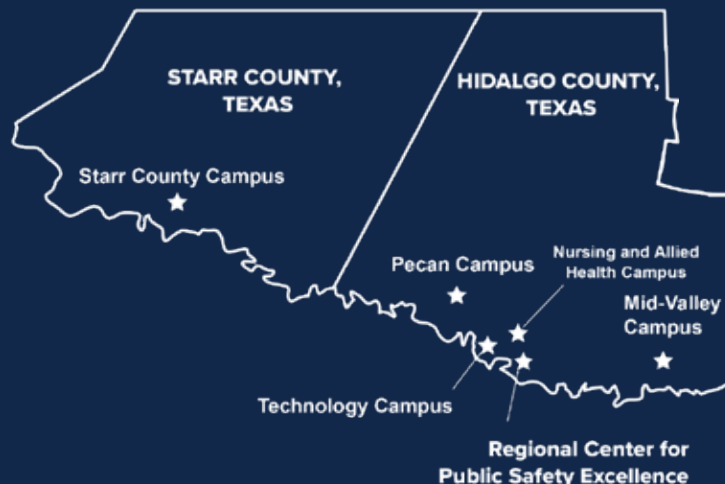 STARR COUNTY,
TEXAS
HIDALGO COUNTY,
TEXAS
Starr County Campus
Pecan Campus
Nursing and Allied
Health Campus
Mid-Valley
Campus
Technology Campus
Regional Center for
Public Safety Excellence